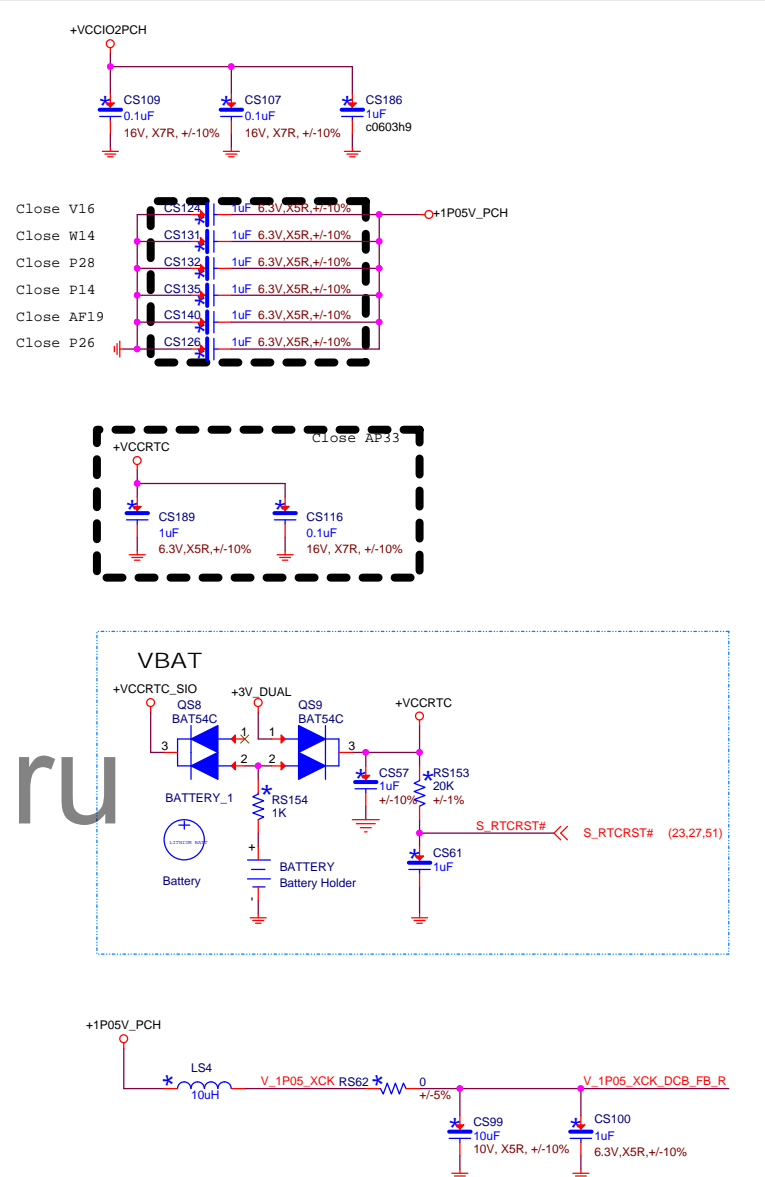 +VCCIO2PCH
CS109
0.1uF
16V, X7R, +/-10%
CS107
0.1uF
16V, X7R, +/-10%
CS186
1uF
c0603h9
Close V16 CS124 1uF 6.3V,X5R,+/-10% +1P05V_PCH
Close W14 CS131 1uF 6.3V,X5R,+/-10%
Close P28 CS132 1uF 6.3V,X5R,+/-10%
Close P14 CS135 1uF 6.3V,X5R,+/-10%
Close AF19 CS140 1uF 6.3V,X5R,+/-10%
Close P26 CS126 1uF 6.3V,X5R,+/-10%
Close AP33
+VCCRTC
CS189
1uF
6.3V,X5R,+/-10%
CS116
0.1uF
16V, X7R, +/-10%
VBAT
+VCCRTC_SIO
QS8
BAT54C
3
1
2
+3V_DUAL
QS9
BAT54C
1
2
3
+VCCRTC
CS57
1uF
+/-10%
RS153
20K
+/-1%
S_RTCRST#
S_RTCRST# (23,27,51)
CS61
1uF
ru
BATTERY_1
+
LITHIUM BATT
Battery
RS154
1K
+
BATTERY
Battery Holder
-
+1P05V_PCH
LS4
10uH
V_1P05_XCK
RS62
0
+/-5%
V_1P05_XCK_DCB_FB_R
CS99
10uF
10V, X5R, +/-10%
CS100
1uF
6.3V,X5R,+/-10%